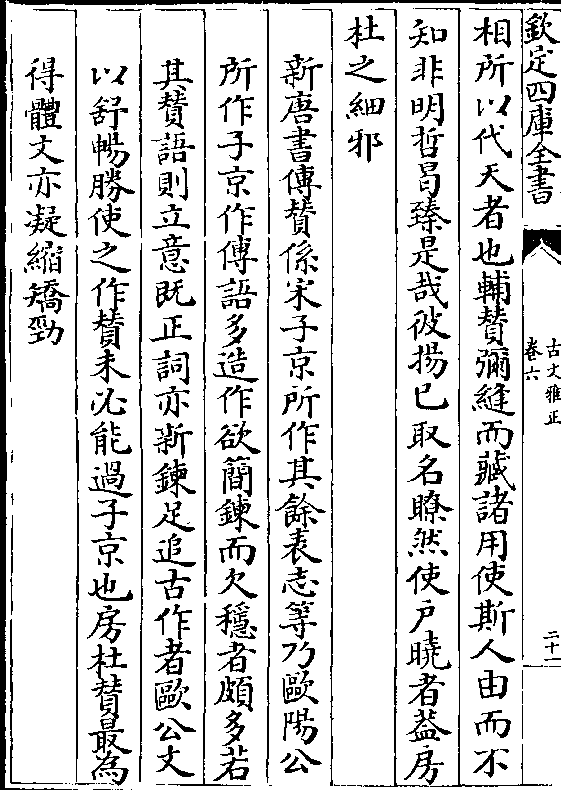 欽定四庫全書
古文雅正
卷六
二十一
相所以代天者也輔賛彌縫而藏諸用使斯人由而不
知非明哲曷臻是哉彼揚已取名瞭然使户曉者葢房
杜之細邪
新唐書傳賛係宋子京所作其餘表志等乃歐陽公
所作子京作傳語多造作欲簡鍊而欠穩者頗多若
其賛語則立意既正詞亦斬鍊足追古作者歐公文
以舒暢勝使之作賛未必能過子京也房杜賛最為
得體文亦凝縮矯勁